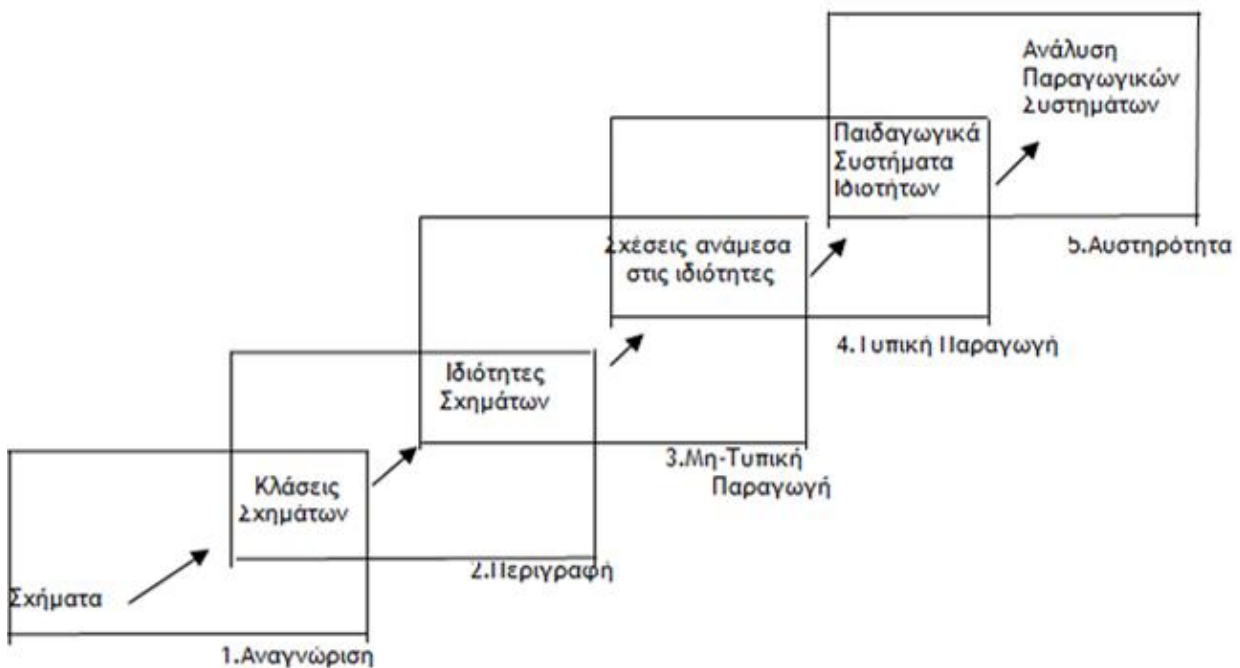 Ανάλυση
Παραγωγικών
Συστημάτων
Παιδαγωγικά
Συστήματα
Ιδιοτήτων
5.Αυστηρότητα
Σχέσεις ανάμεσα
στις ιδιότητες
4.Τυπική Παραγωγή
Ιδιότητες
Σχημάτων
3.Μη-Τυπική
Παραγωγή
Κλάσεις
Σχημάτων
2.Περιγραφή
Σχήματα
1.Αναγνώριση